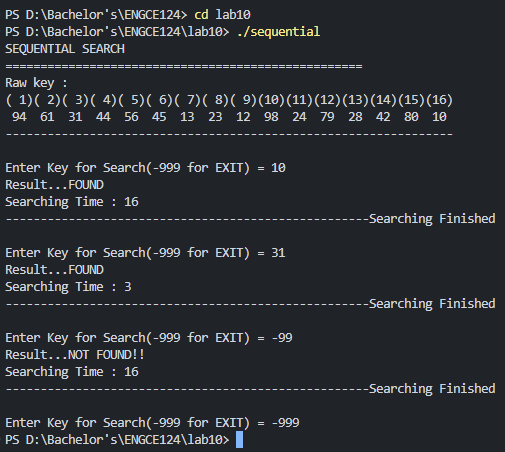 PS D:\Bachelor's\ENGCE124> cd lab10
PS D:\Bachelor's\ENGCE124\lab10> ./sequential
SEQUENTIAL SEARCH
===================================================
Raw key :
( 1)( 2)( 3)( 4)( 5)( 6)( 7)( 8)( 9)(10)(11)(12)(13)(14)(15)(16)
 94  61  31  44  56  45  13  23  12  98  24  79  28  42  80  10
----------------------------------------------------------------
Enter Key for Search(-999 for EXIT) = 10
Result...FOUND
Searching Time : 16
----------------------------------------------------Searching Finished
Enter Key for Search(-999 for EXIT) = 31
Result...FOUND
Searching Time : 3
----------------------------------------------------Searching Finished
Enter Key for Search(-999 for EXIT) = -99
Result...NOT FOUND!!
Searching Time : 16
----------------------------------------------------Searching Finished
Enter Key for Search(-999 for EXIT) = -999
PS D:\Bachelor's\ENGCE124\lab10>